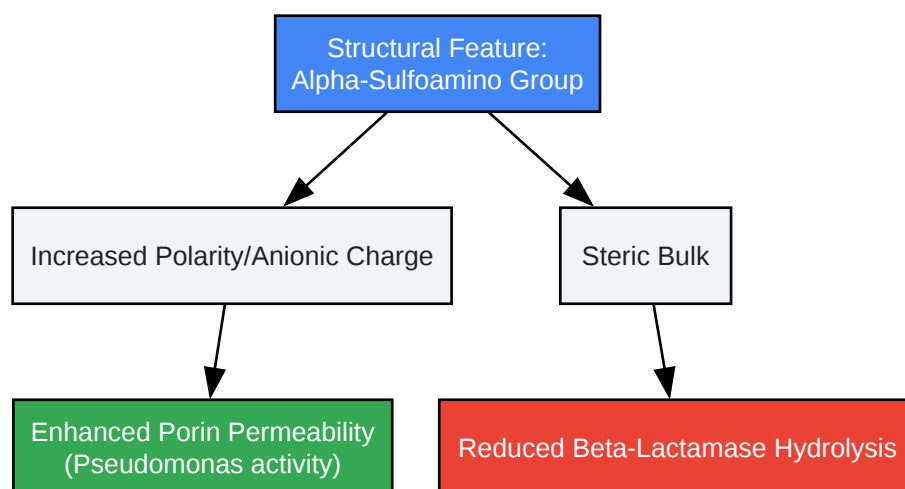 Structural Feature:
Alpha-Sulfoamino Group
Increased Polarity/Anionic Charge
Steric Bulk
Enhanced Porin Permeability
(Pseudomonas activity)
Reduced Beta-Lactamase Hydrolysis